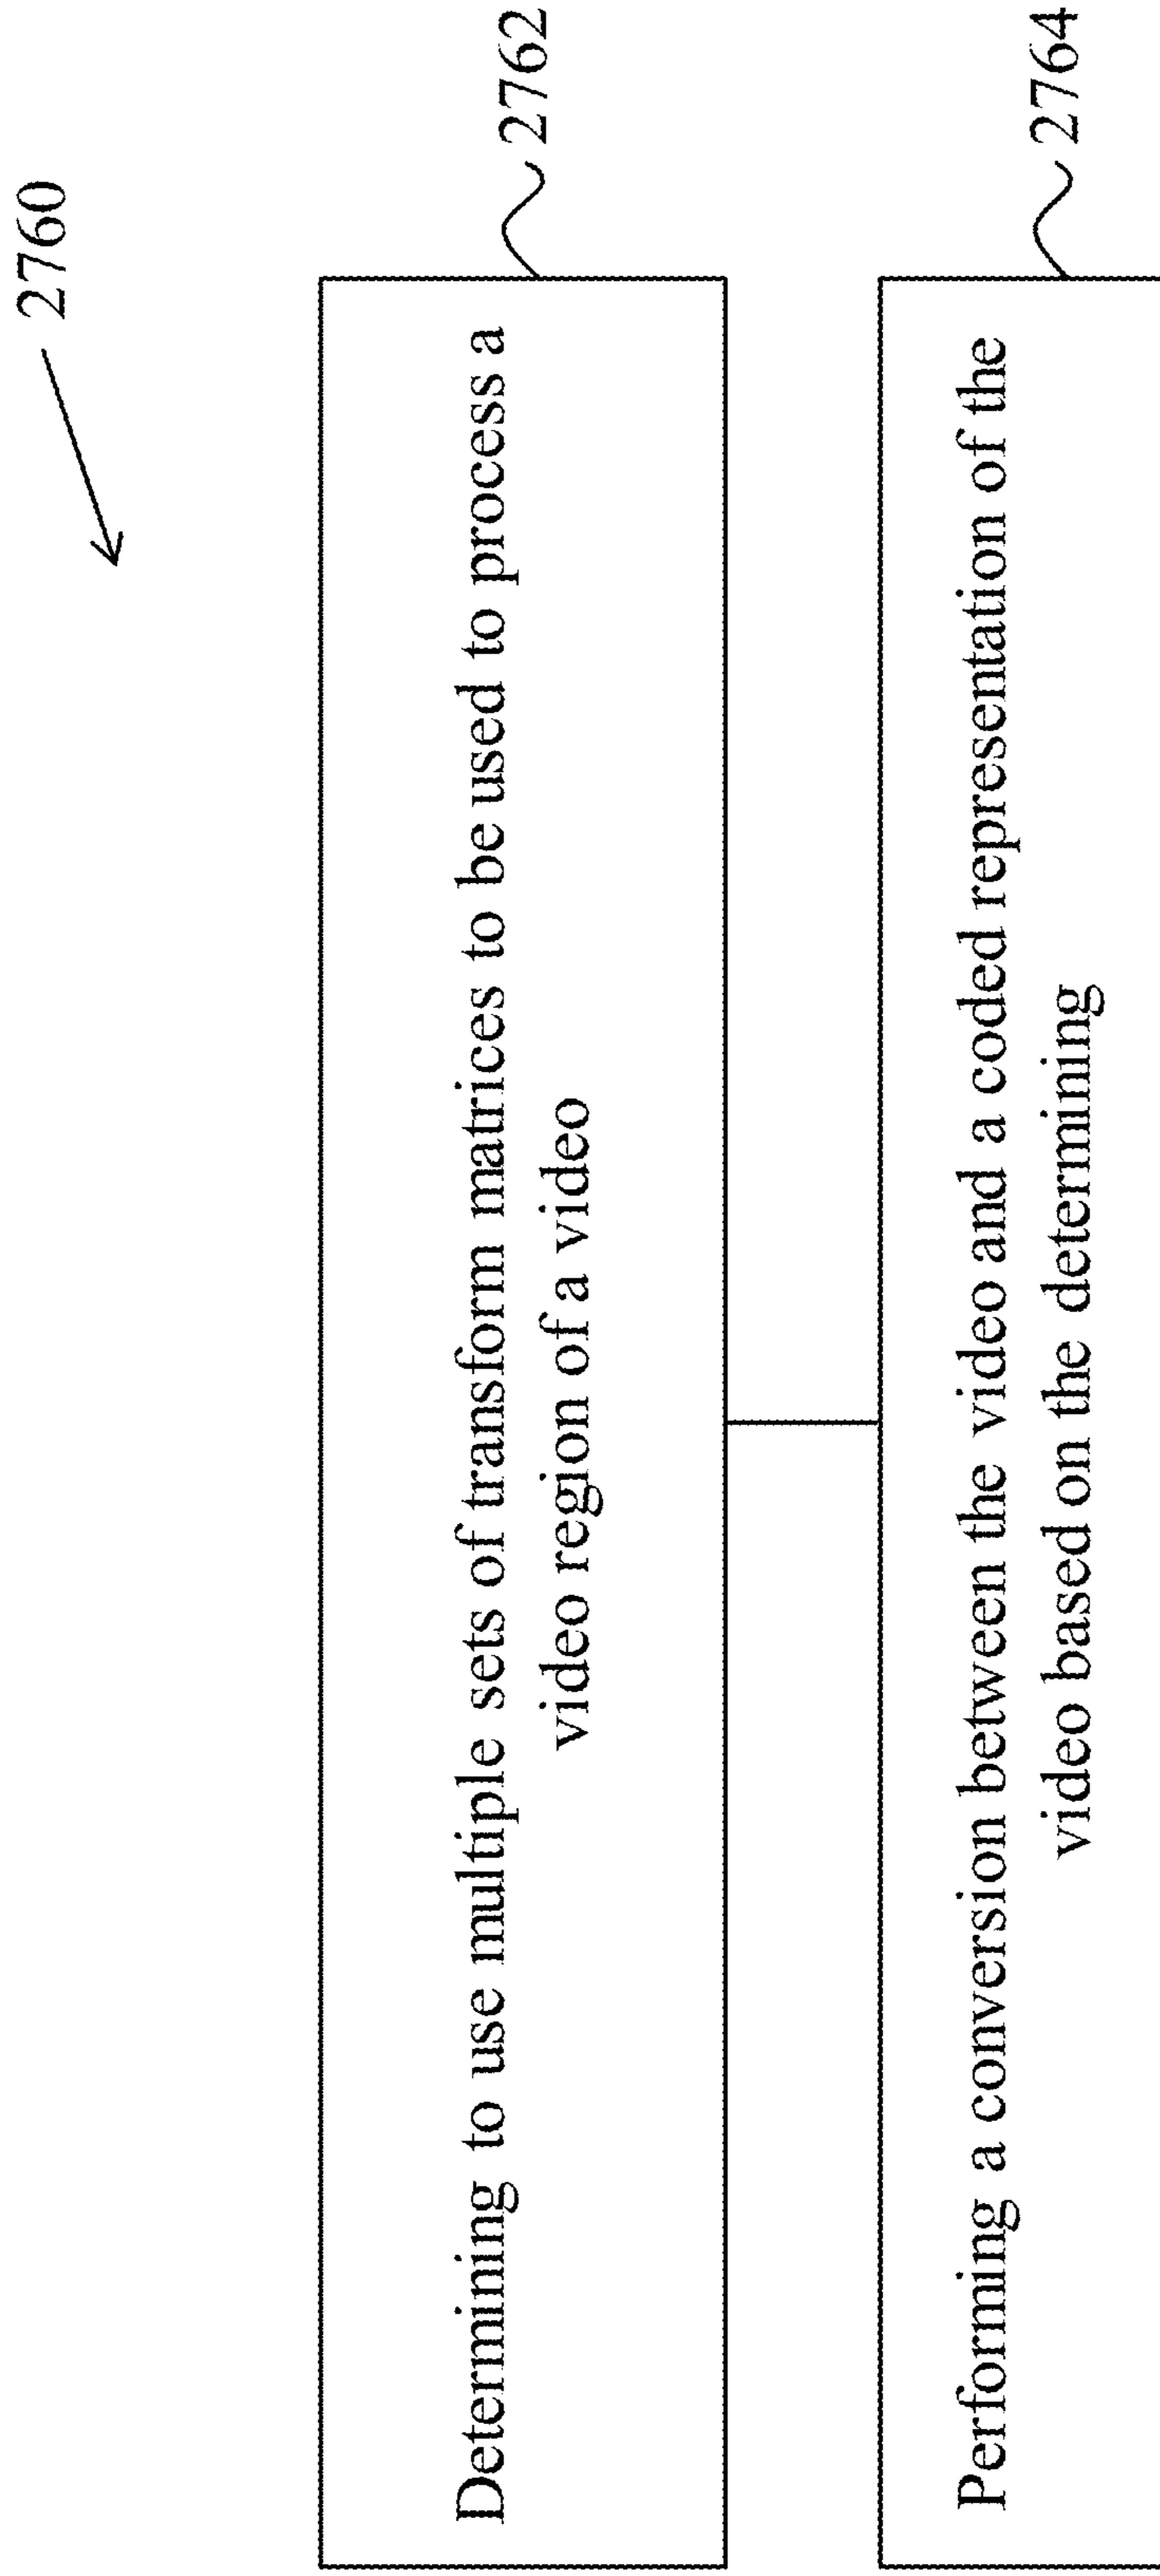 2760
Determining to use multiple sets of transform matrices to be used to process a
video region of a video
2762
Performing a conversion between the video and a coded representation of the
video based on the determining
2764